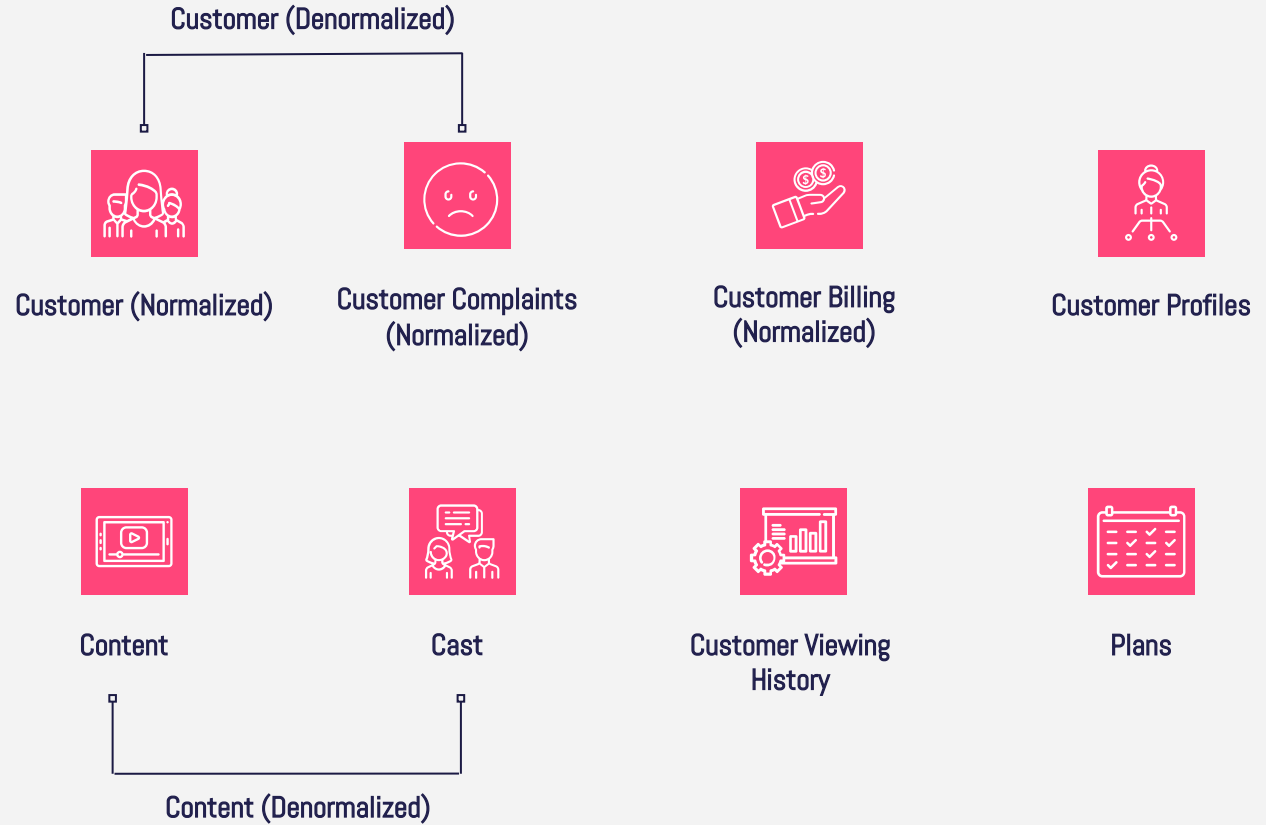 Customer (Denormalized)
Customer (Normalized)
Customer Complaints
(Normalized)
Customer Billing
(Normalized)
Customer Profiles
Content
Cast
Customer Viewing
History
Plans
Content (Denormalized)